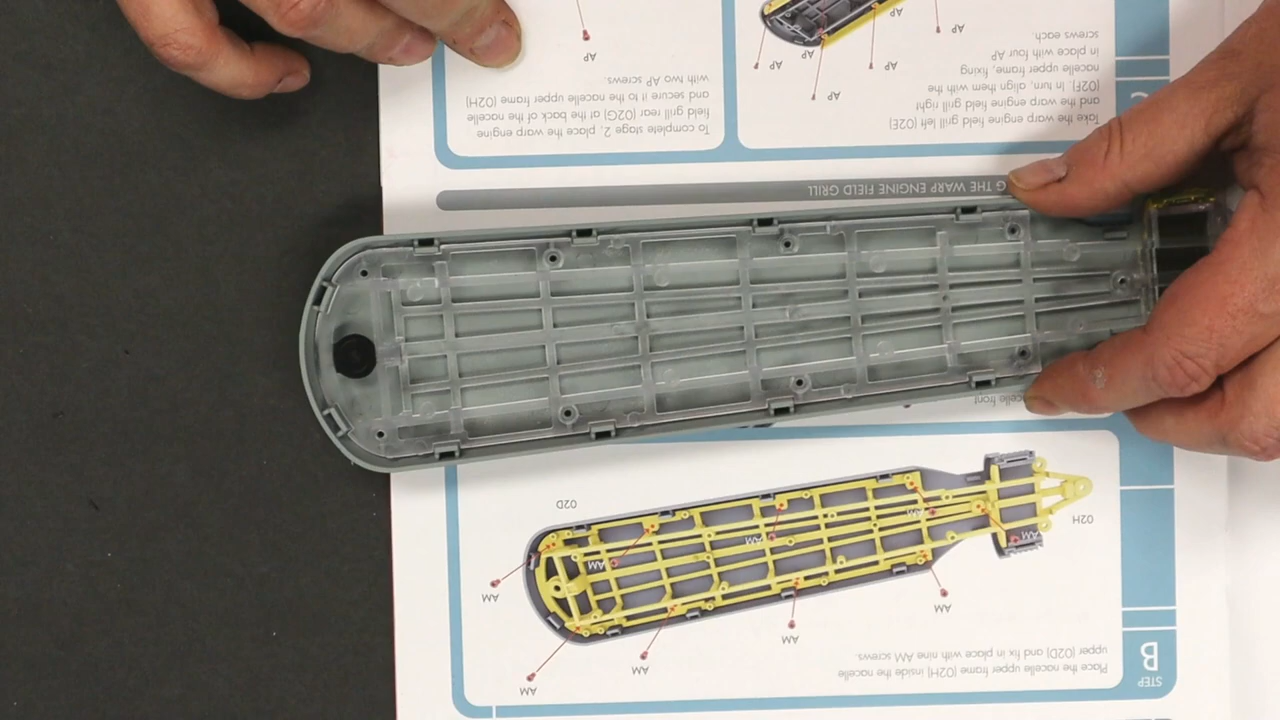 STEP
B
Place the nacelle upper frame (02H) inside the nacelle
upper (02D) and fix in place with nine AM screws.
AM
AM
AM
AM
AM
AM
AM
AM
AM
02H
02D
nacelle front
G THE WARP ENGINE FIELD GRILL
C
Take the warp engine field grill left (02E)
and the warp engine field grill right
(02F). In turn, align them with the
nacelle upper frame, fixing
in place with four AP
screws each.
AP
AP
AP
AP
AP
AP
To complete stage 2, place the warp engine
field grill rear (02G) at the back of the nacelle
and secure it to the nacelle upper frame (02H)
with two AP screws.
AP